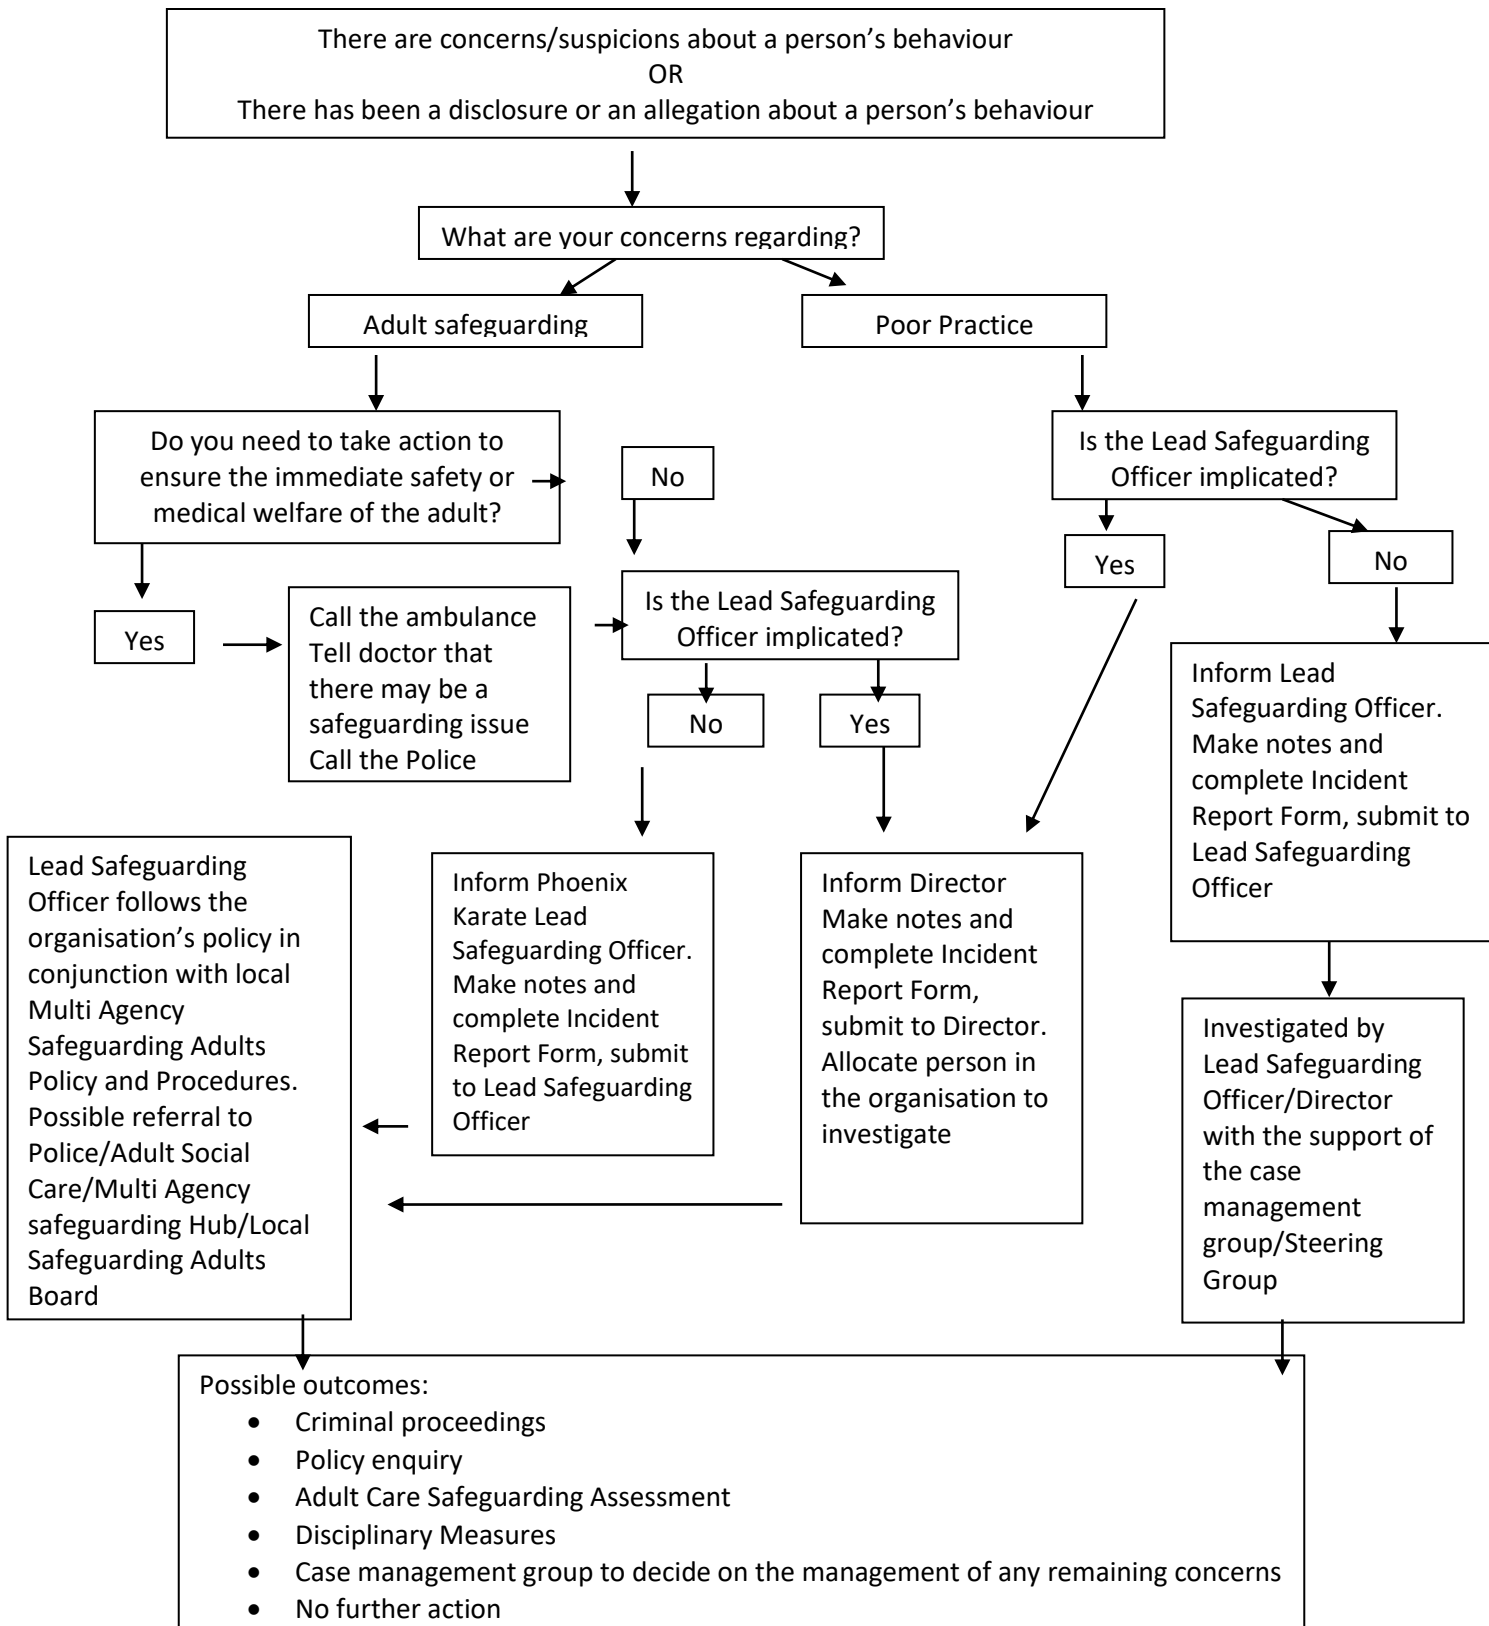 There are concerns/suspicions about a person’s behaviour
OR
There has been a disclosure or an allegation about a person’s behaviour
What are your concerns regarding?
Adult safeguarding
Poor Practice
Do you need to take action to
ensure the immediate safety or
medical welfare of the adult?
No
Is the Lead Safeguarding
Officer implicated?
Yes
No
Yes
Call the ambulance
Tell doctor that
there may be a
safeguarding issue
Call the Police
Is the Lead Safeguarding
Officer implicated?
No
Yes
Inform Lead
Safeguarding Officer.
Make notes and
complete Incident
Report Form, submit to
Lead Safeguarding
Officer
Lead Safeguarding
Officer follows the
organisation’s policy in
conjunction with local
Multi Agency
Safeguarding Adults
Policy and Procedures.
Possible referral to
Police/Adult Social
Care/Multi Agency
safeguarding Hub/Local
Safeguarding Adults
Board
Inform Phoenix
Karate Lead
Safeguarding Officer.
Make notes and
complete Incident
Report Form, submit
to Lead Safeguarding
Officer
Inform Director
Make notes and
complete Incident
Report Form,
submit to Director.
Allocate person in
the organisation to
investigate
Investigated by
Lead Safeguarding
Officer/Director
with the support of
the case
management
group/Steering
Group
Possible outcomes:
• Criminal proceedings
• Policy enquiry
• Adult Care Safeguarding Assessment
• Disciplinary Measures
• Case management group to decide on the management of any remaining concerns
• No further action